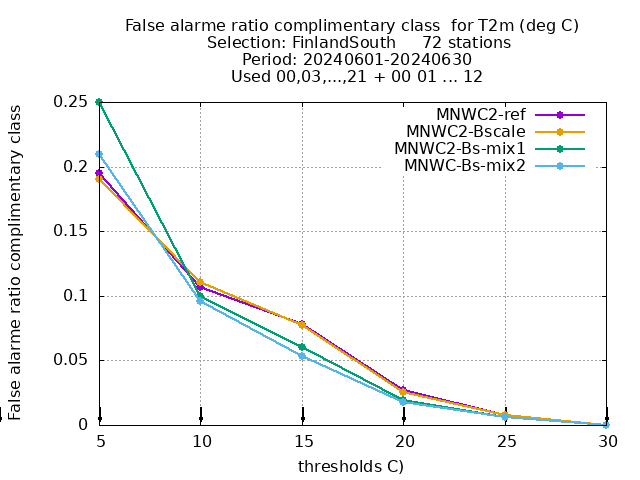 False alarme ratio complimentary class  for T2m (deg C)
Selection: FinlandSouth     72 stations
Period: 20240601-20240630
Used 00,03,...,21 + 00 01 ... 12
False alarme ratio complimentary class
0.25
0.2
0.15
0.1
0.05
0
MNWC2-ref
MNWC2-Bscale
MNWC2-Bs-mix1
MNWC-Bs-mix2
5 10 15 20 25 30
thresholds C)